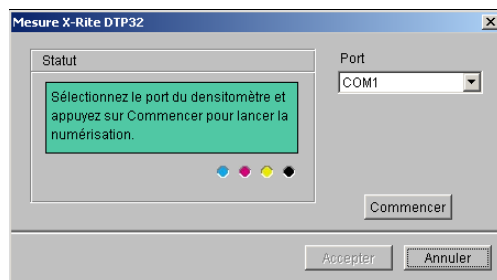 Mesure X-Rite DTP32
Statut
Port
COM1
Sélectionnez le port du densitomètre et
appuyez sur Commencer pour lancer la
numérisation.
Commencer
Accepter
Annuler